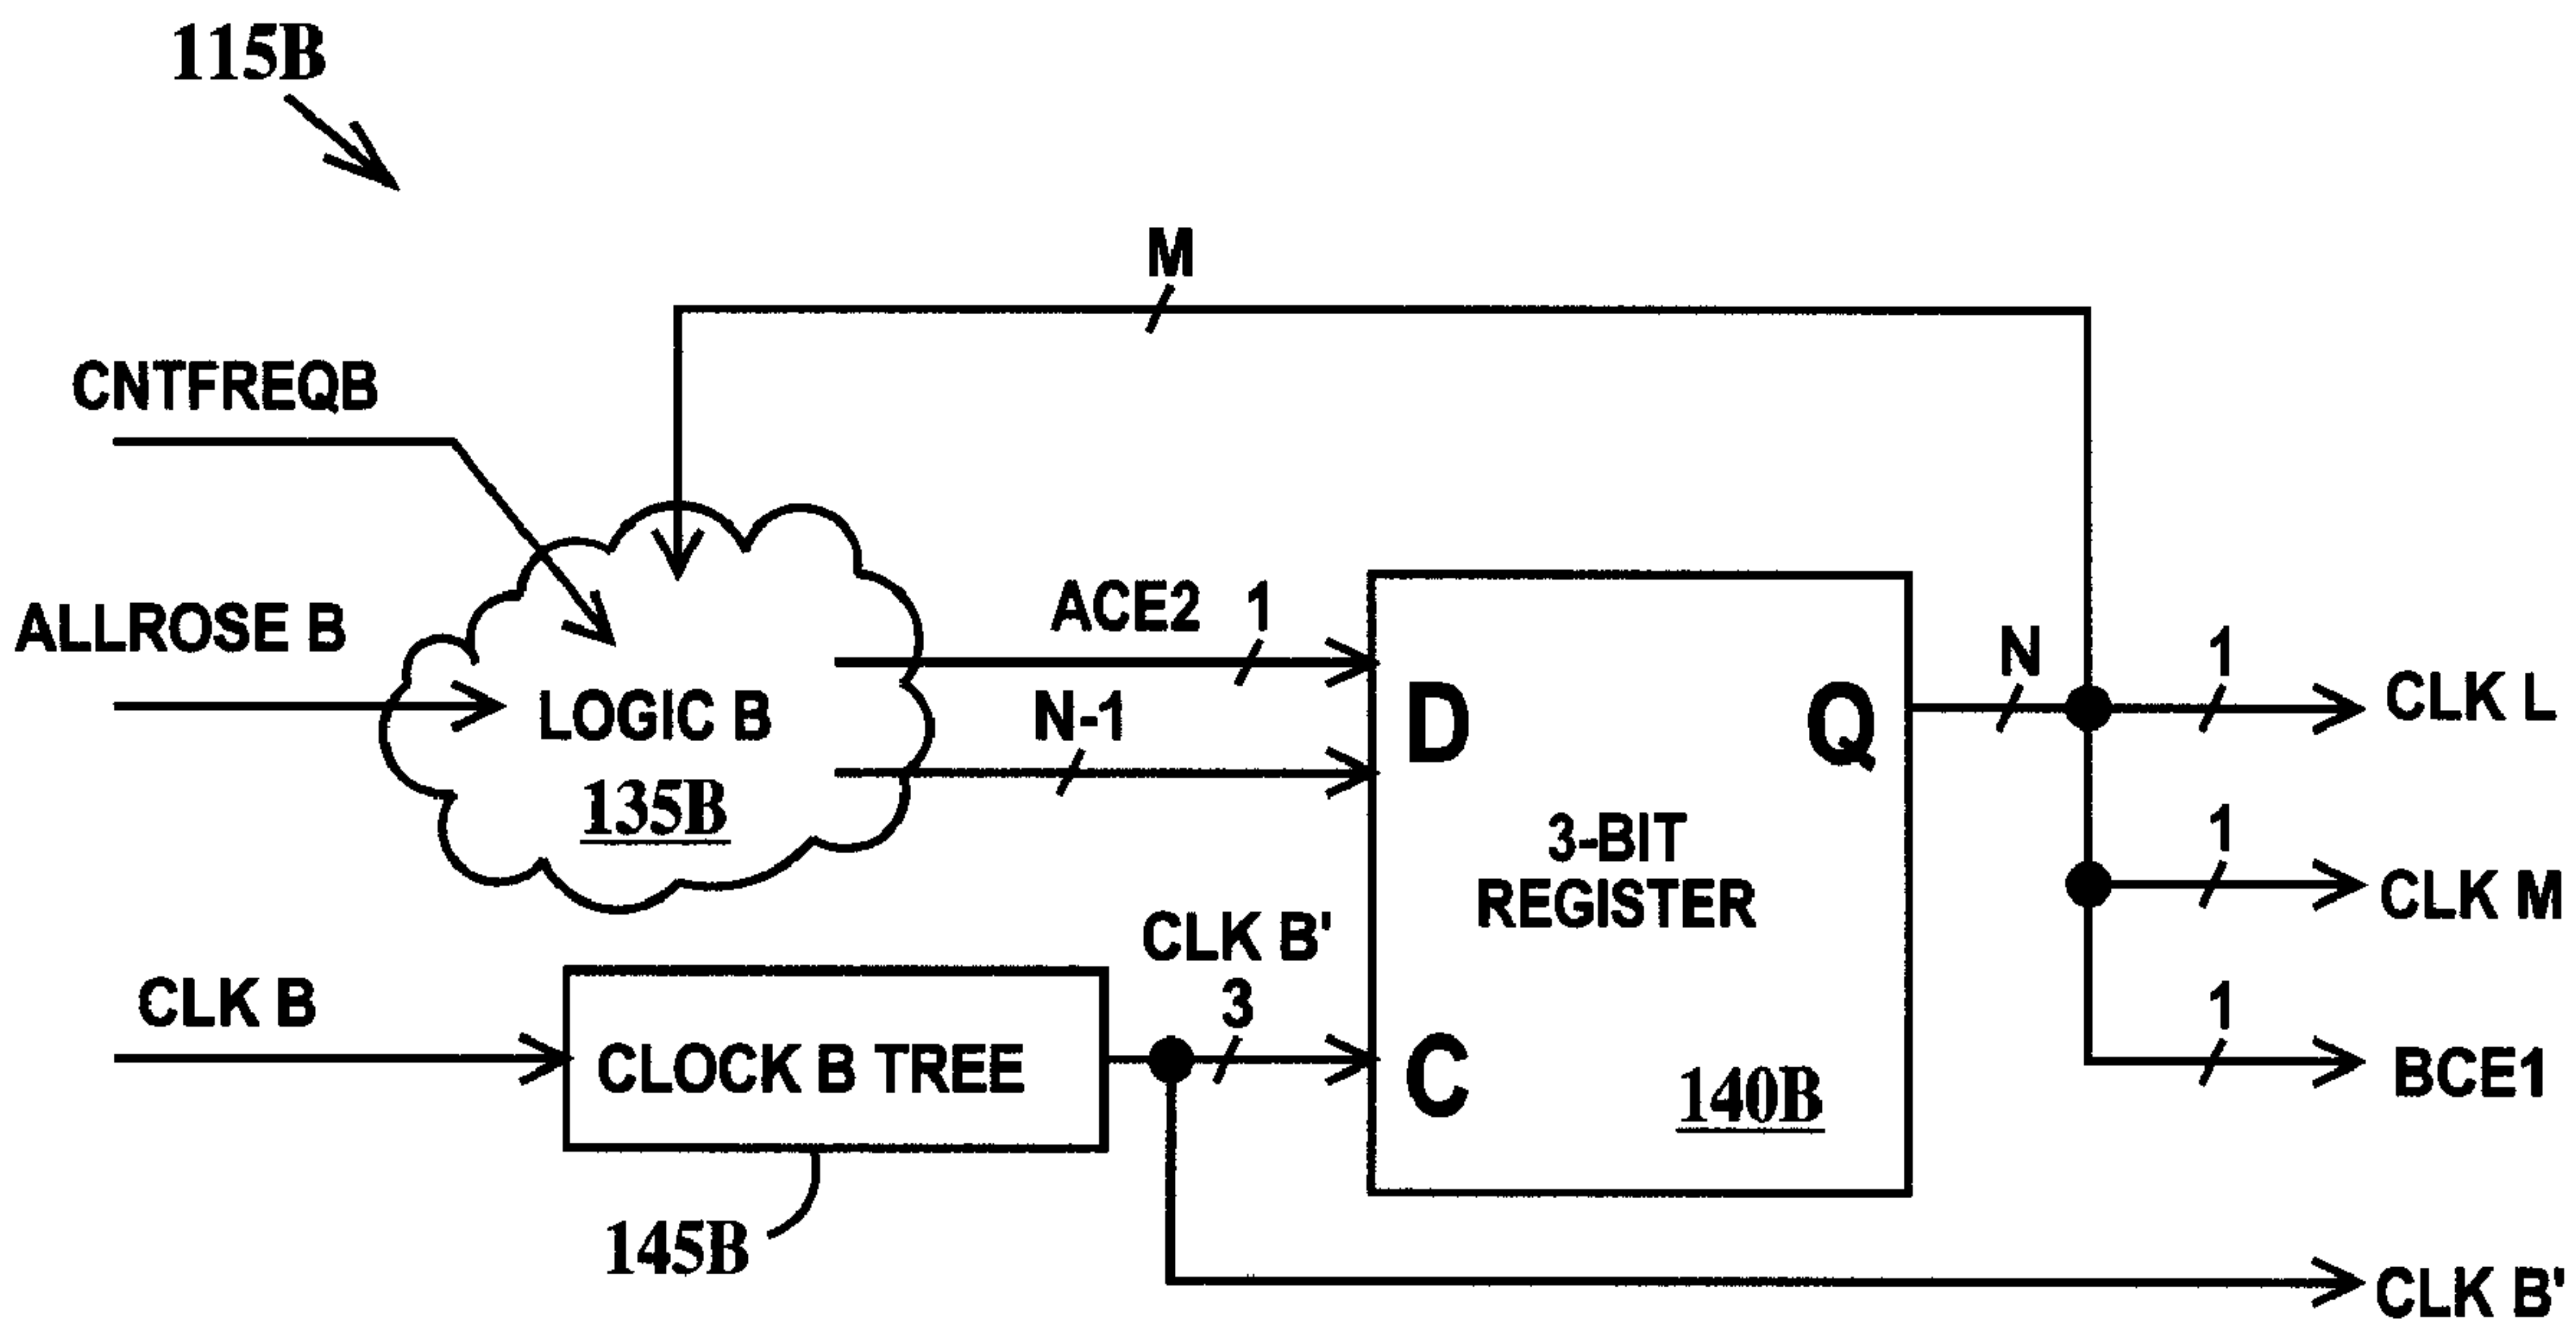 115B
M
CNTFREQB
ALLROSE B
ACE2 1
N-1
LOGIC B
135B
D
Q
N
1
CLK L
3-BIT
REGISTER
1
CLK M
CLK B'
3
CLK B
CLOCK B TREE
C
140B
1
BCE1
145B
CLK B'